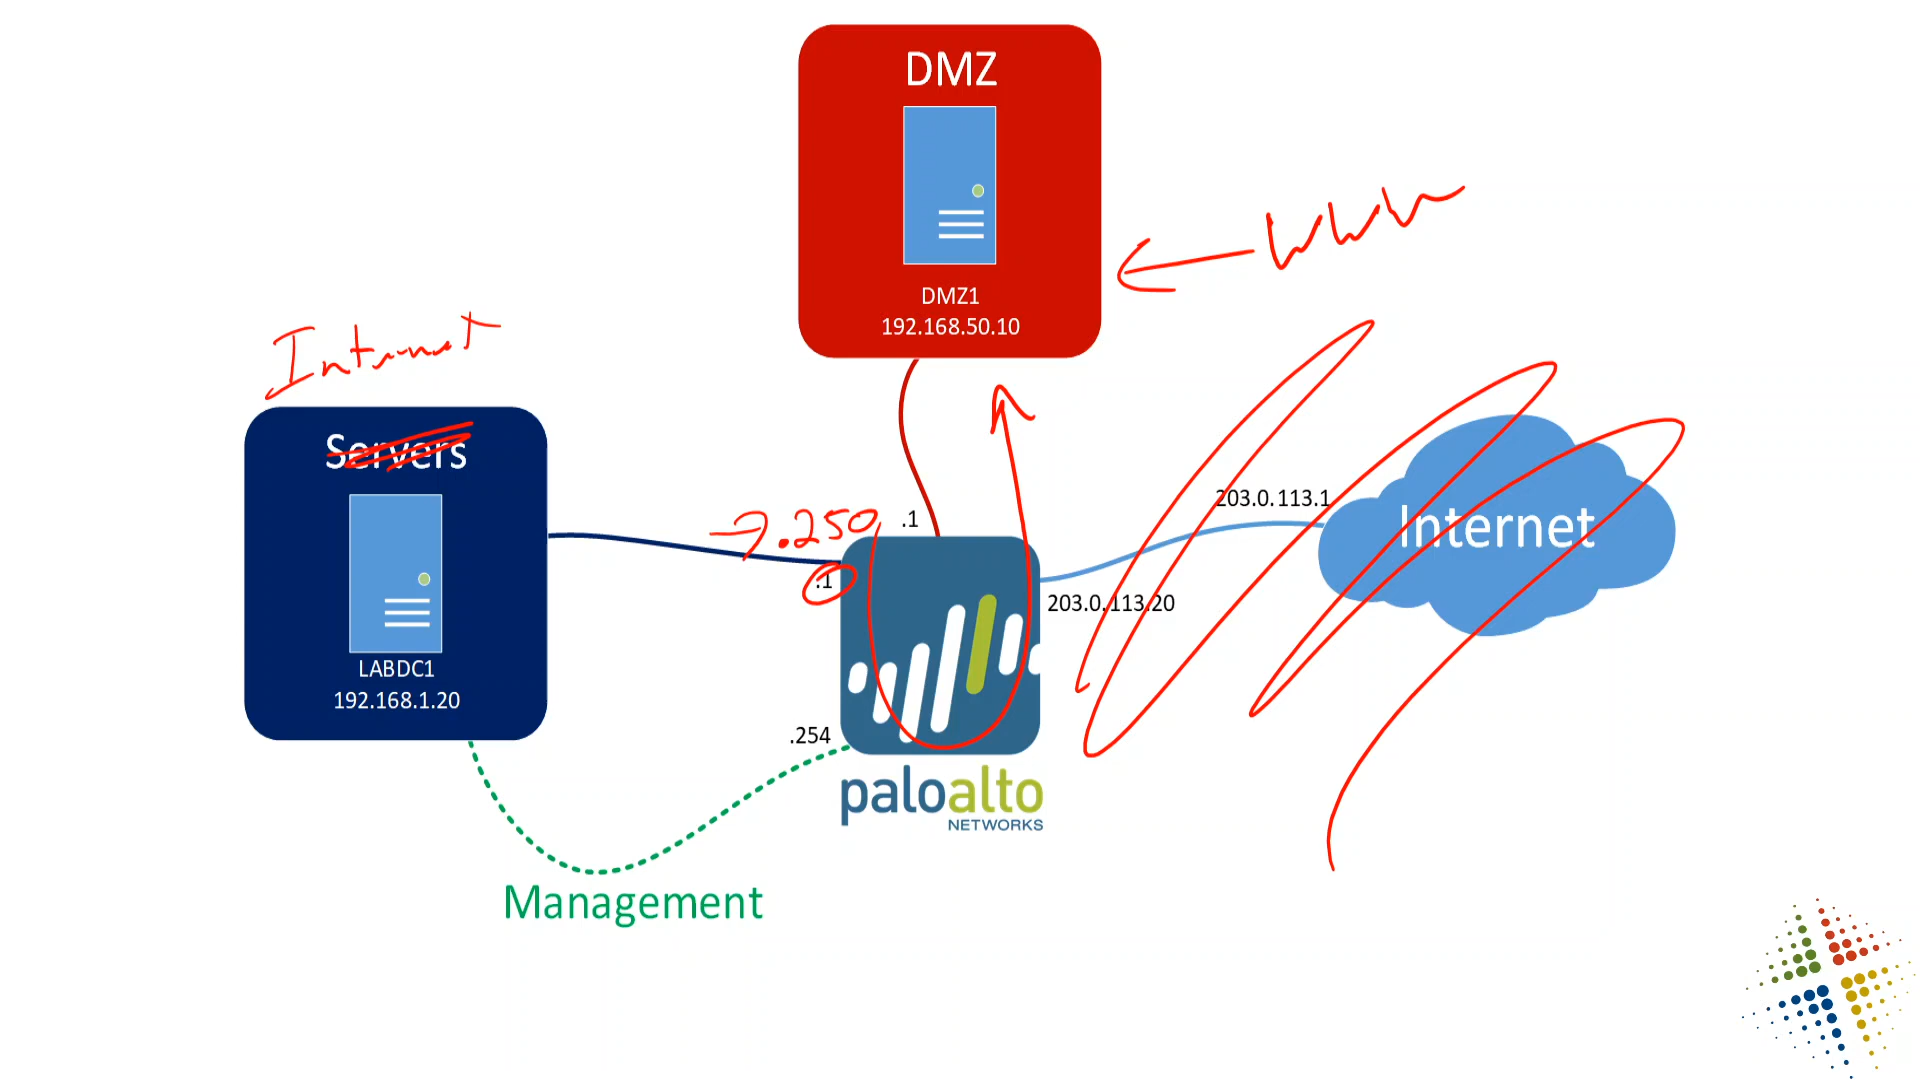 DMZ
DMZ1
192.168.50.10
WWW
Internet
Servers
LABDC1
192.168.1.20
.250
.1
.1
203.0.113.1
Internet
203.0.113.20
.254
paloalto
NETWORKS
Management